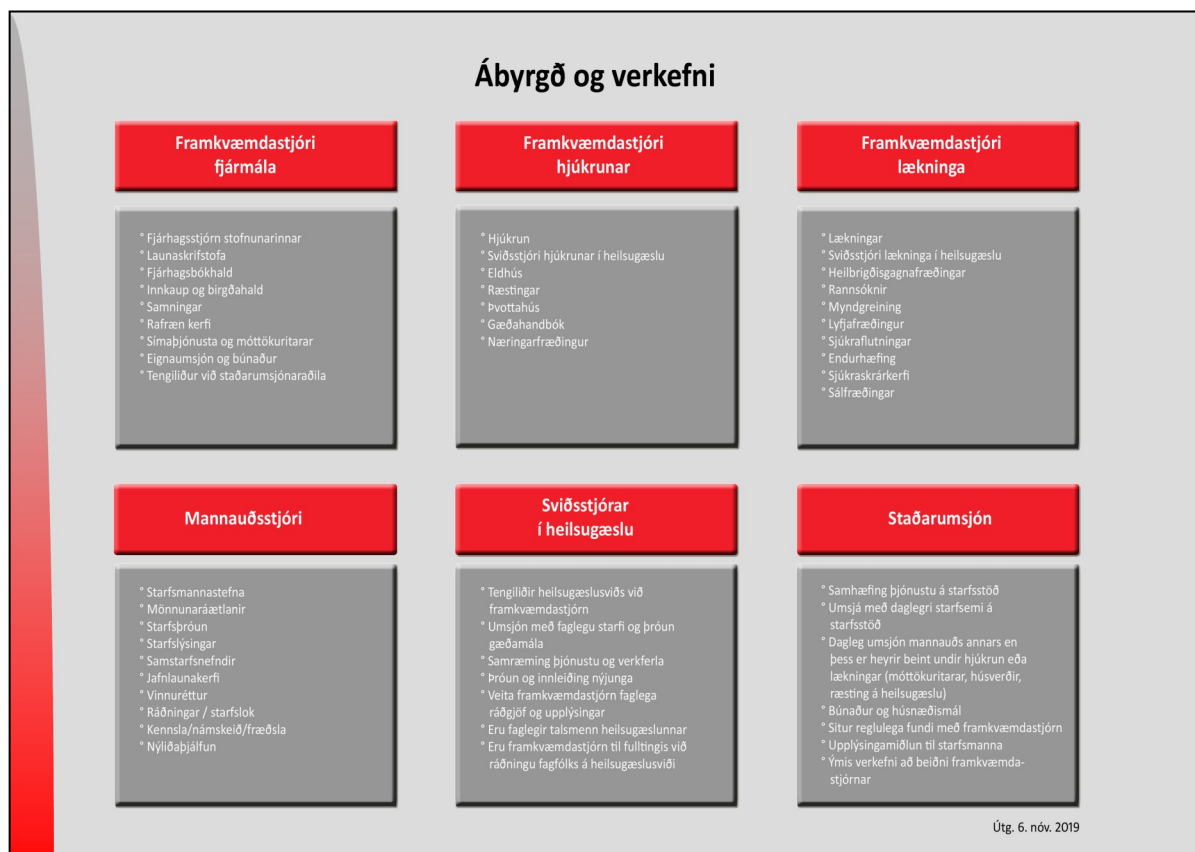 Ábyrgð og verkefni
Framkvæmdastjóri
fjármála
° Fjárhagsstjórn stofnunarinnar
° Launaskrifstofa
° Fjárhagsbókhald
° Innkaup og birgðahald
° Samningar
° Rafræn kerfi
° Símaþjónusta og móttökuritarar
° Eignaumsjón og búnaður
° Tengiliður við staðarumsjónaraðila
Framkvæmdastjóri
hjúkrunar
° Hjúkrun
° Sviðsstjóri hjúkrunar í heilsugæslu
° Eldhús
° Ræstingar
° Þvottahús
° Gæðahandbók
° Næringarfræðingur
Framkvæmdastjóri
lækninga
° Lækningar
° Sviðsstjóri lækninga í heilsugæslu
° Heilbrigðisgagnafræðingar
° Rannsóknir
° Myndgreining
° Lyfjafræðingur
° Sjúkraflutningar
° Endurhæfing
° Sjúkraskrárkerfi
° Sálfræðingar
Mannauðsstjóri
° Starfsmannastefna
° Mönnunaráætlanir
° Starfsþróun
° Starfslýsingar
° Samstarfsnefndir
° Jafnlaunakerfi
° Vinnuréttur
° Ráðningar / starfslok
° Kennsla/námskeið/fræðsla
° Nýliðaþjálfun
Sviðsstjórar
í heilsugæslu
° Tengiliðir heilsugæslusviðs við
framkvæmdastjórn
° Umsjón með faglegu starfi og þróun
gæðamála
° Samræming þjónustu og verkferla
° Þróun og innleiðing nýjunga
° Veita framkvæmdastjórn faglega
ráðgjöf og upplýsingar
° Eru faglegir talsmenn heilsugæslunnar
° Eru framkvæmdastjórn til fulltingis við
ráðningu fagfólks á heilsugæslusviði
Staðarumsjón
° Samhæfing þjónustu á starfsstöð
° Umsjá með daglegri starfsemi á
starfsstöð
° Dagleg umsjón mannauðs annars en
þess er heyrir beint undir hjúkrun eða
lækningar (móttökuritarar, húsverðir,
ræsting á heilsugæslu)
° Búnaður og húsnæðismál
° Situr reglulega fundi með framkvæmdastjórn
° Upplýsingamiðlun til starfsmanna
° Ýmis verkefni að beiðni framkvæmda-
stjórnar
Útg. 6. nóv. 2019